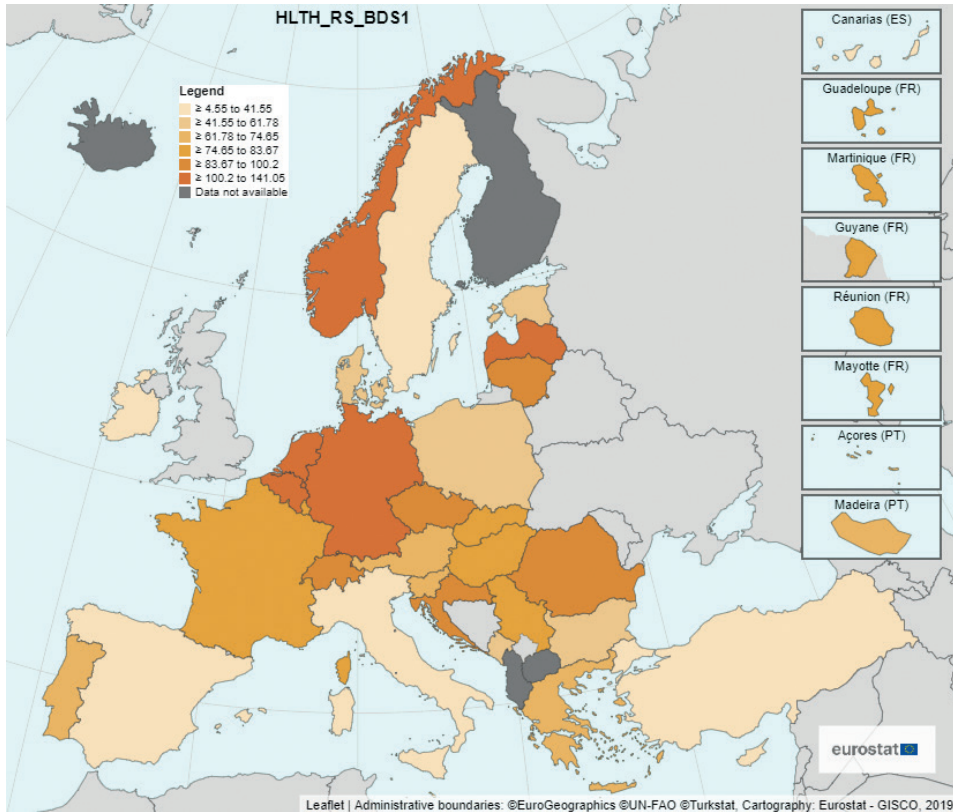 HLTH_RS_BDS1
Legend
≥ 4.55 to 41.55
≥ 41.55 to 61.78
≥ 61.78 to 74.65
≥ 74.65 to 83.67
≥ 83.67 to 100.2
≥ 100.2 to 141.05
Data not available
Canarias (ES)
Guadeloupe (FR)
Martinique (FR)
Guyane (FR)
Réunion (FR)
Mayotte (FR)
Açores (PT)
Madeira (PT)
eurostat
Leaflet | Administrative boundaries: ©EuroGeographics ©UN-FAO ©Turkstat, Cartography: Eurostat - GISCO, 2019